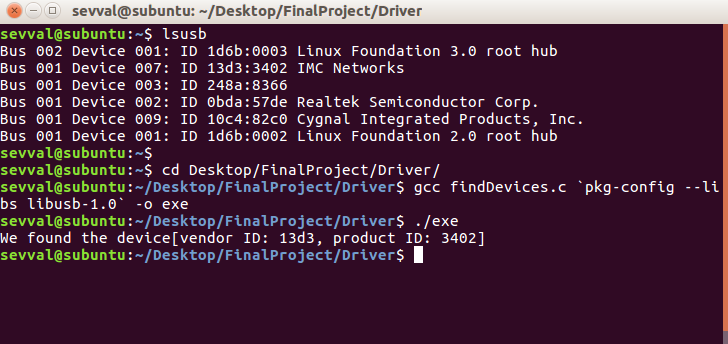 sevval@subuntu: ~/Desktop/FinalProject/Driver
sevval@subuntu:~$ lsusb
Bus 002 Device 001: ID 1d6b:0003 Linux Foundation 3.0 root hub
Bus 001 Device 007: ID 13d3:3402 IMC Networks
Bus 001 Device 003: ID 248a:8366
Bus 001 Device 002: ID 0bda:57de Realtek Semiconductor Corp.
Bus 001 Device 009: ID 10c4:82c0 Cygnal Integrated Products, Inc.
Bus 001 Device 001: ID 1d6b:0002 Linux Foundation 2.0 root hub
sevval@subuntu:~$
sevval@subuntu:~$ cd Desktop/FinalProject/Driver/
sevval@subuntu:~/Desktop/FinalProject/Driver$ gcc findDevices.c `pkg-config --li
bs libusb-1.0` -o exe
sevval@subuntu:~/Desktop/FinalProject/Driver$ ./exe
We found the device[vendor ID: 13d3, product ID: 3402]
sevval@subuntu:~/Desktop/FinalProject/Driver$